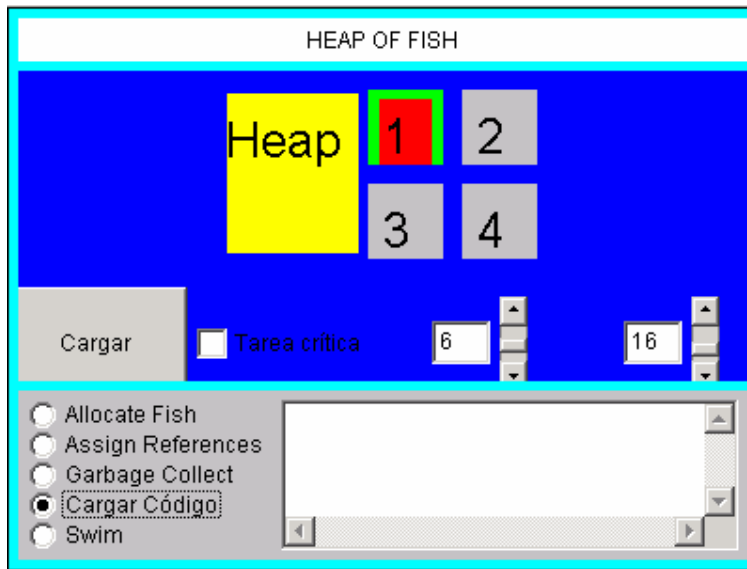 HEAP OF FISH
Heap 1 2
3 4
Cargar Tarea crítica 6 16
Allocate Fish
Assign References
Garbage Collect
Cargar Código
Swim